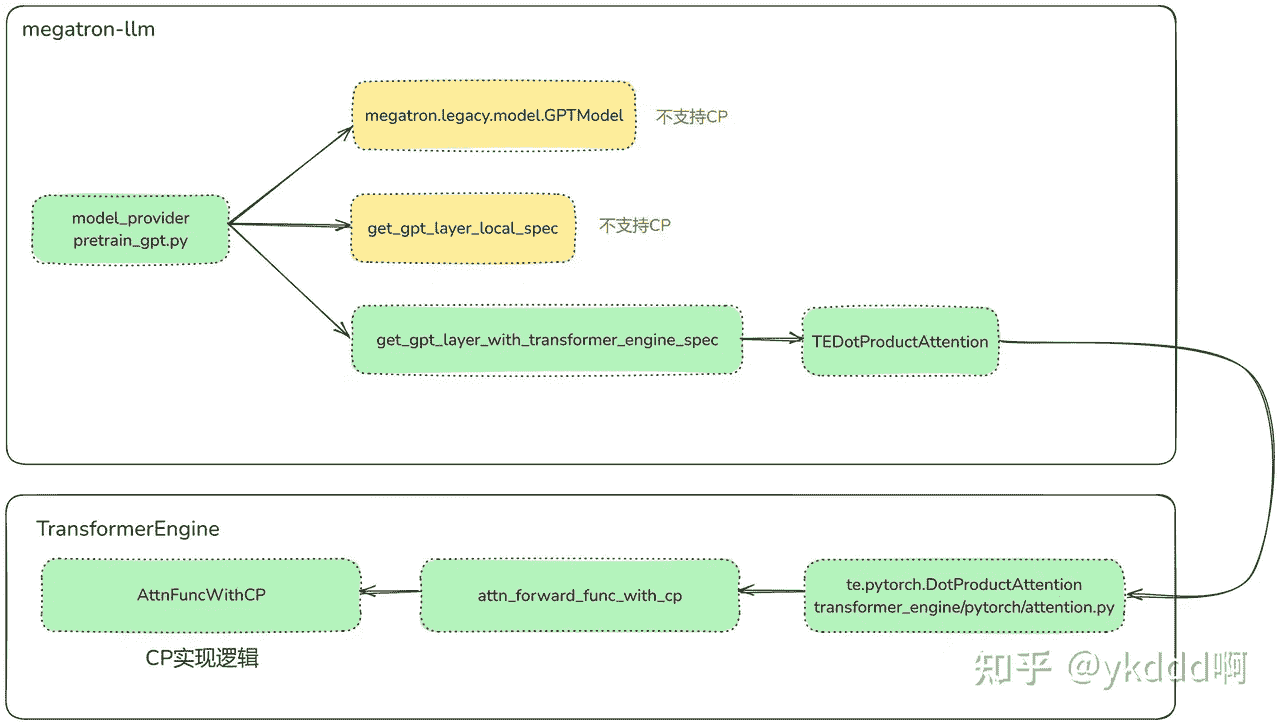 megatron-llm
megatron.legacy.model.GPTModel
不支持CP
model_provider
pretrain_gpt.py
get_gpt_layer_local_spec
不支持CP
get_gpt_layer_with_transformer_engine_spec
TEDotProductAttention
TransformerEngine
AttnFuncWithCP
attn_forward_func_with_cp
te.pytorch.DotProductAttention
transformer_engine/pytorch/attention.py
CP实现逻辑
知乎 @ykddd啊